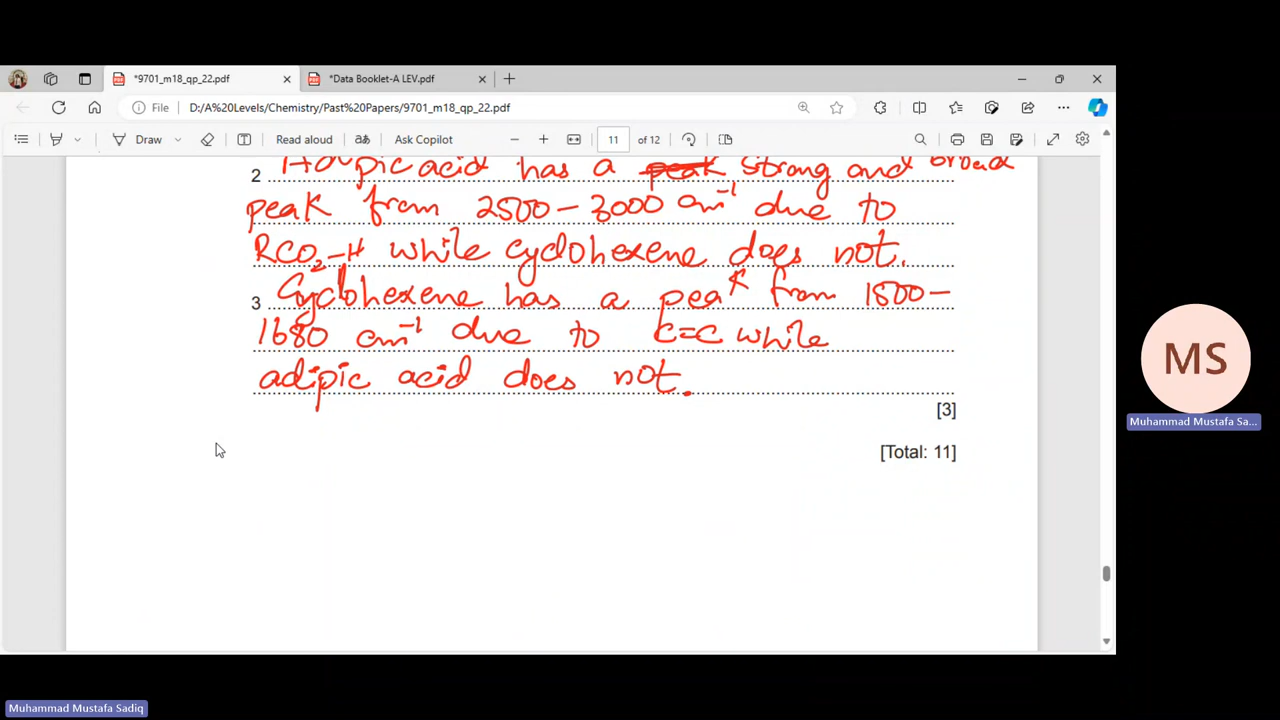 *9701_m18_qp_22.pdf
*Data Booklet-A LEV.pdf
File D:/A%20Levels/Chemistry/Past%20Papers/9701_m18_qp_22.pdf
Draw Read aloud Ask Copilot 11 of 12
2 acid has a peak strong and broad
peak from 2500-3000 cm⁻¹ due to
RCO₂-H while cyclohexene does not.
3 Cyclohexene has a peak from 1500-
1680 cm⁻¹ due to C=C while
adipic acid does not.
[3]
[Total: 11]
MS
Muhammad Mustafa Sa...
Muhammad Mustafa Sadiq